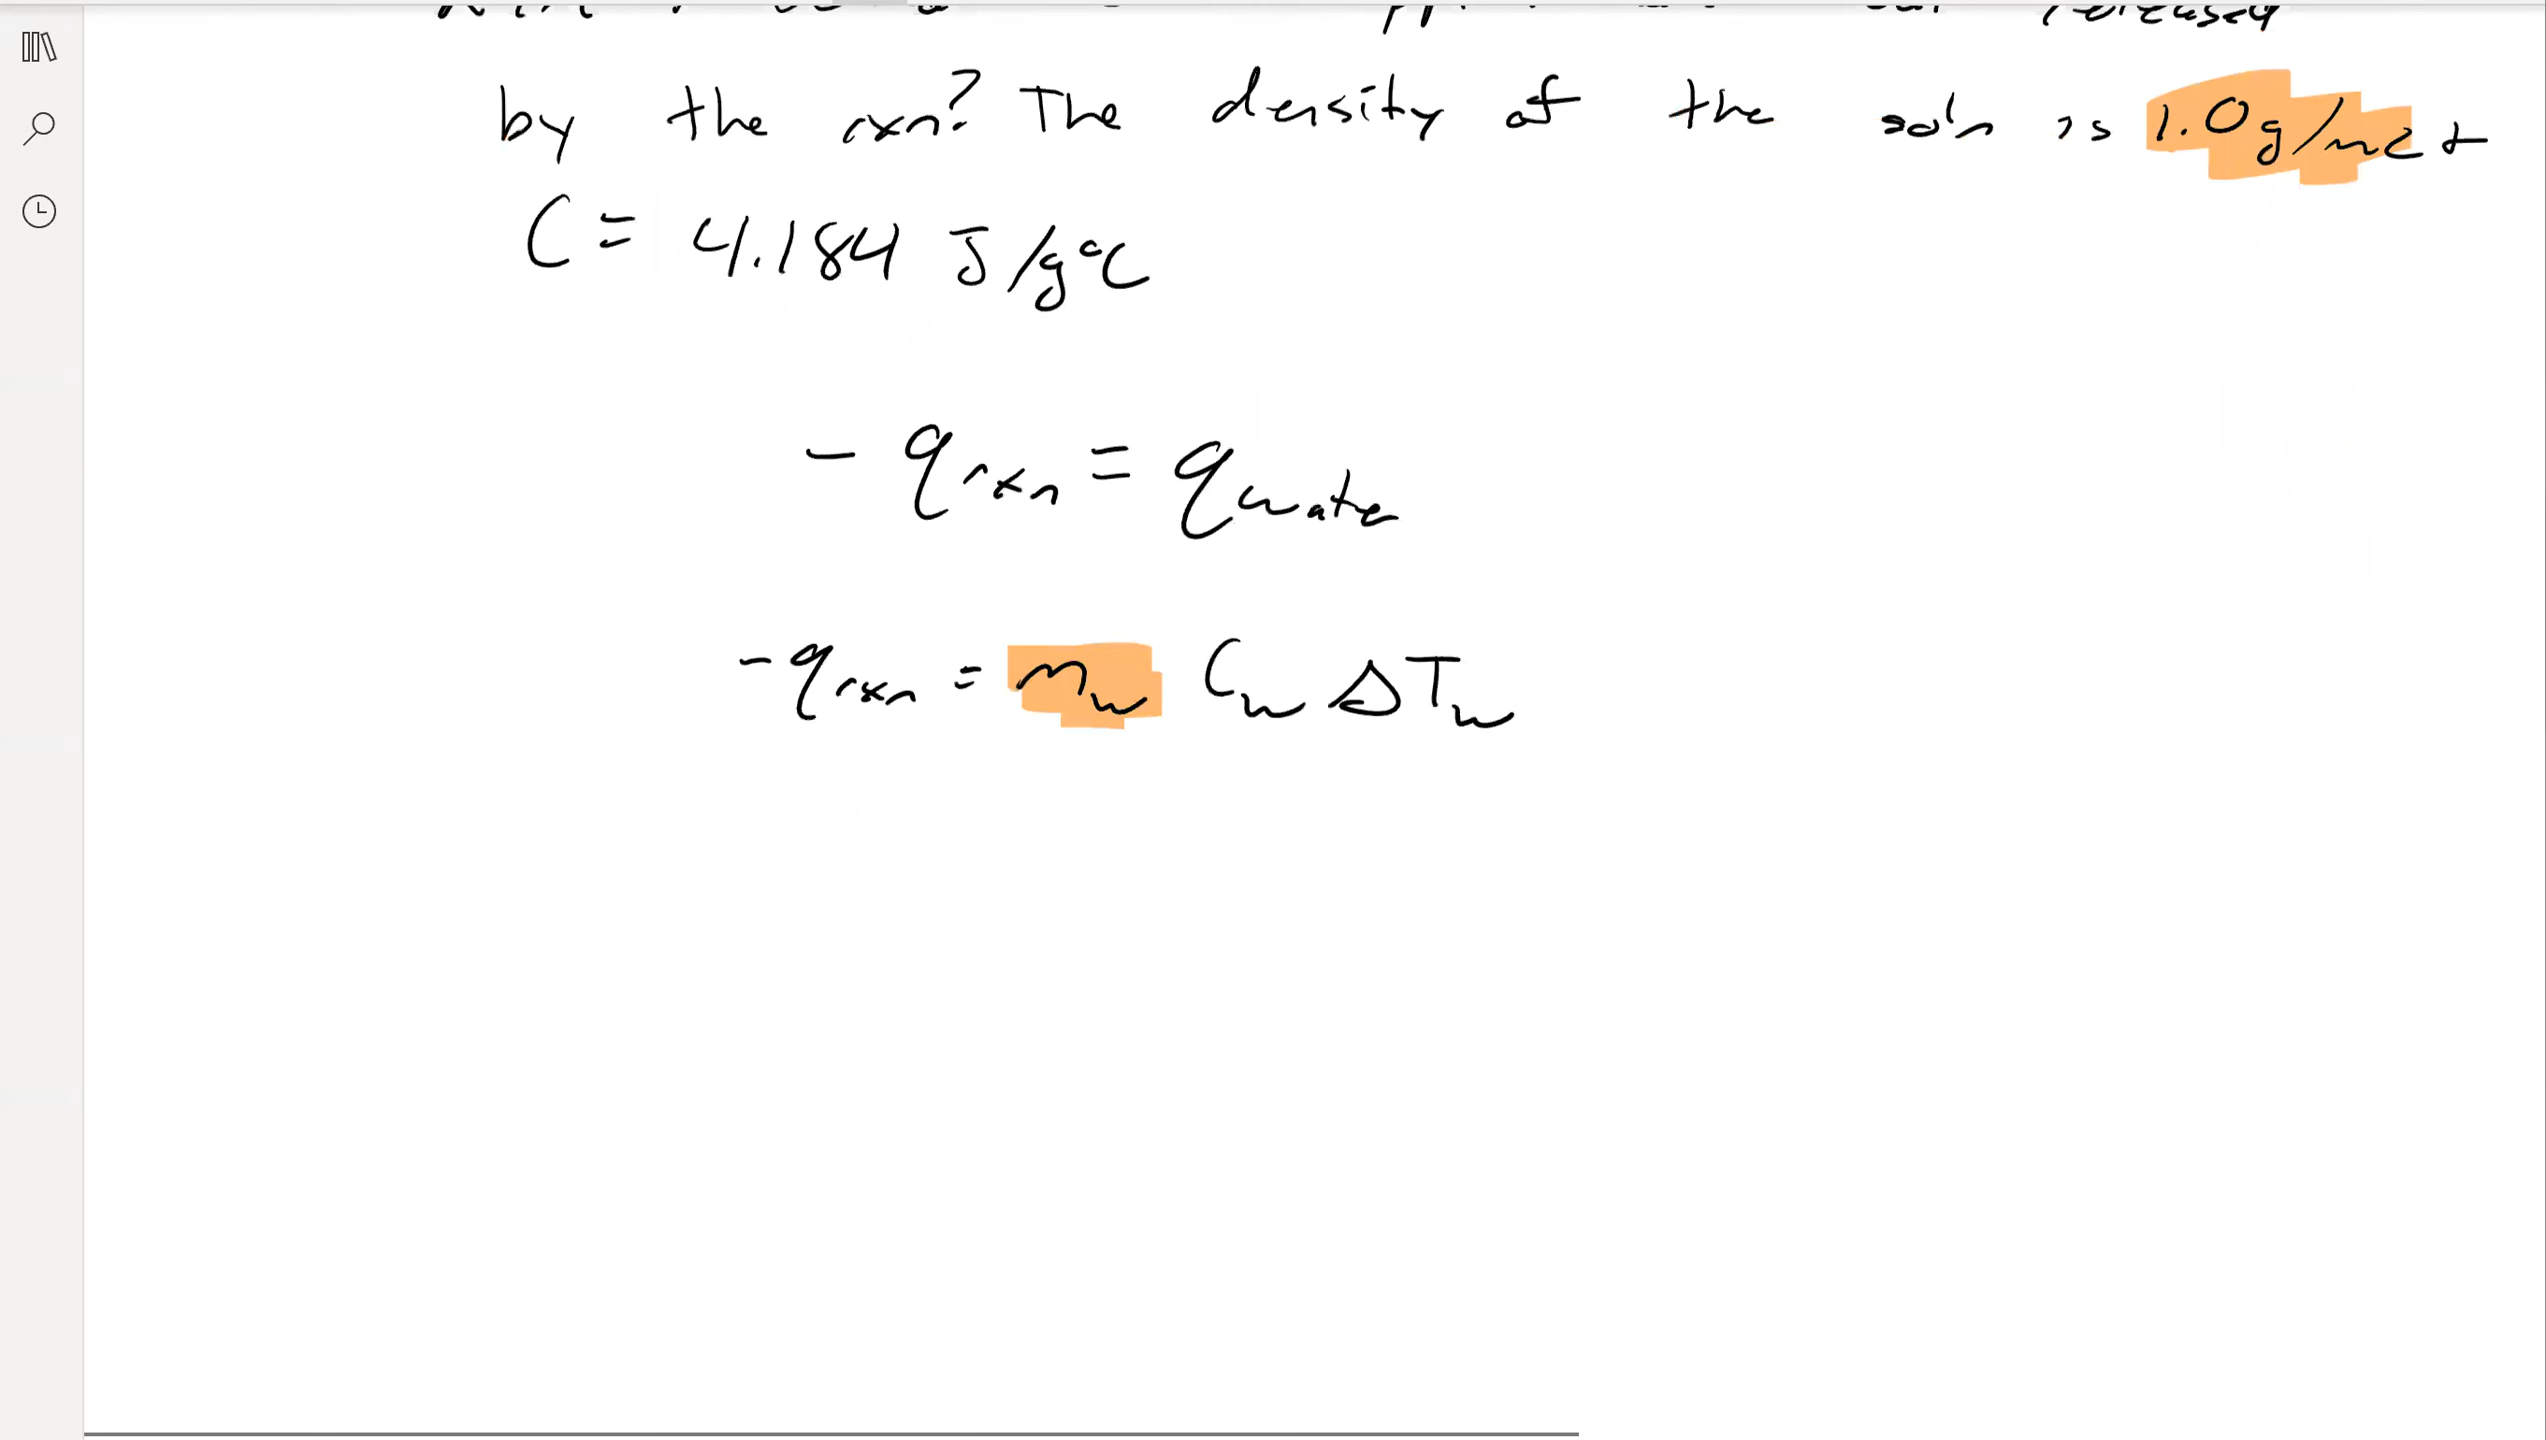 released
by the rxn? The density of the sol'n is 1.0g/mL +
C = 4.184 J/g°C
- qrxn = qwater
-qrxn = mw Cw ΔTw